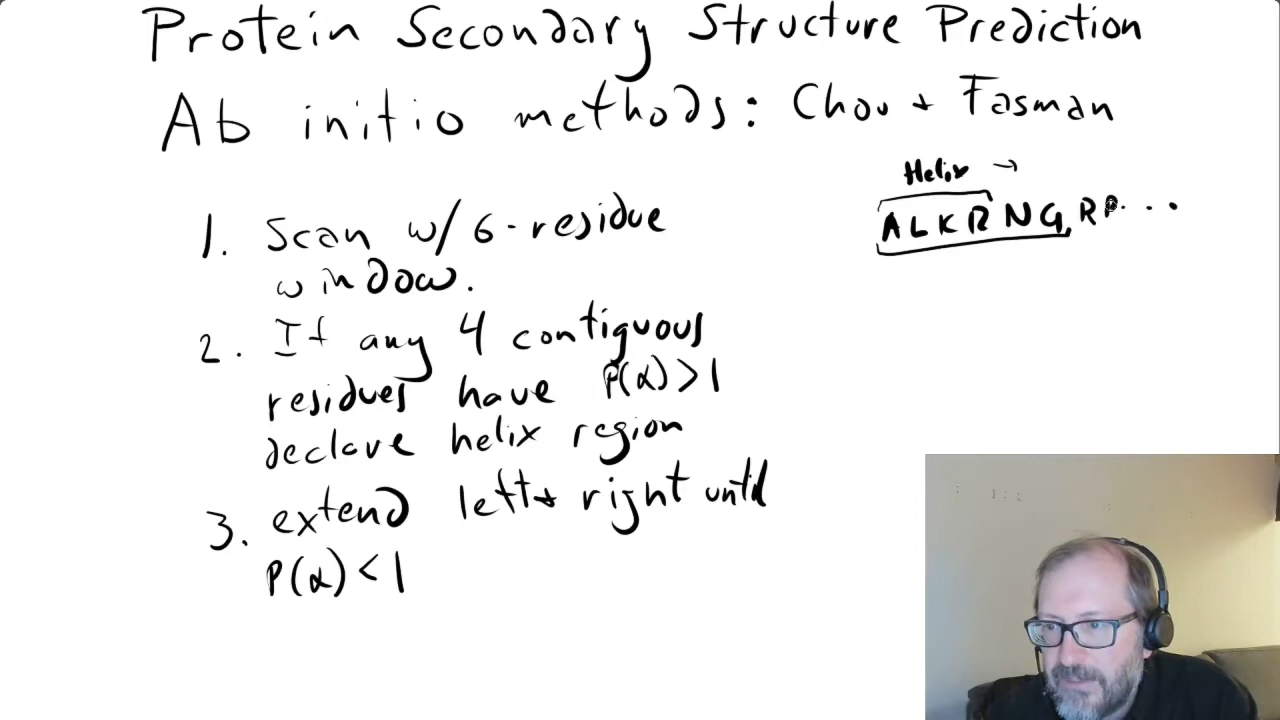 Protein Secondary Structure Prediction
Ab initio methods: Chou + Fasman
Helix →
ALKRNGRP...
1. Scan w/ 6-residue
window.
2. If any 4 contiguous
residues have P(α) > 1
declare helix region
3. extend left + right until
P(α) < 1